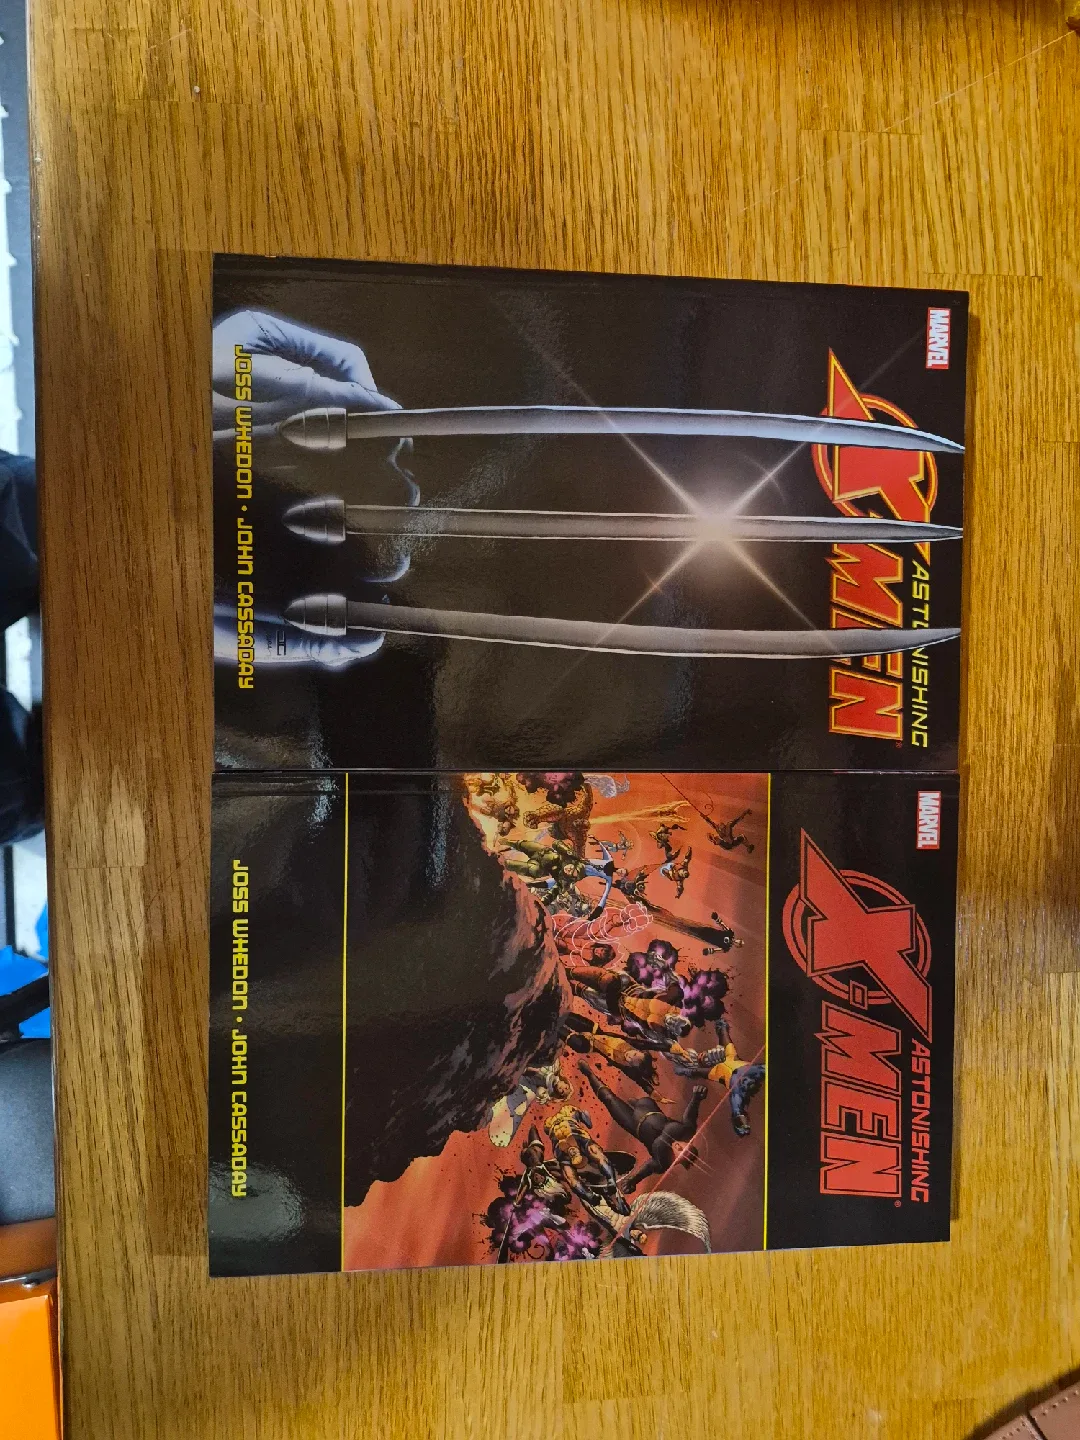 MARVEL
ASTONISHING
X-MEN
JOSS WHEDON • JOHN CASSADAY
MARVEL
ASTONISHING
X-MEN
JOSS WHEDON • JOHN CASSADAY